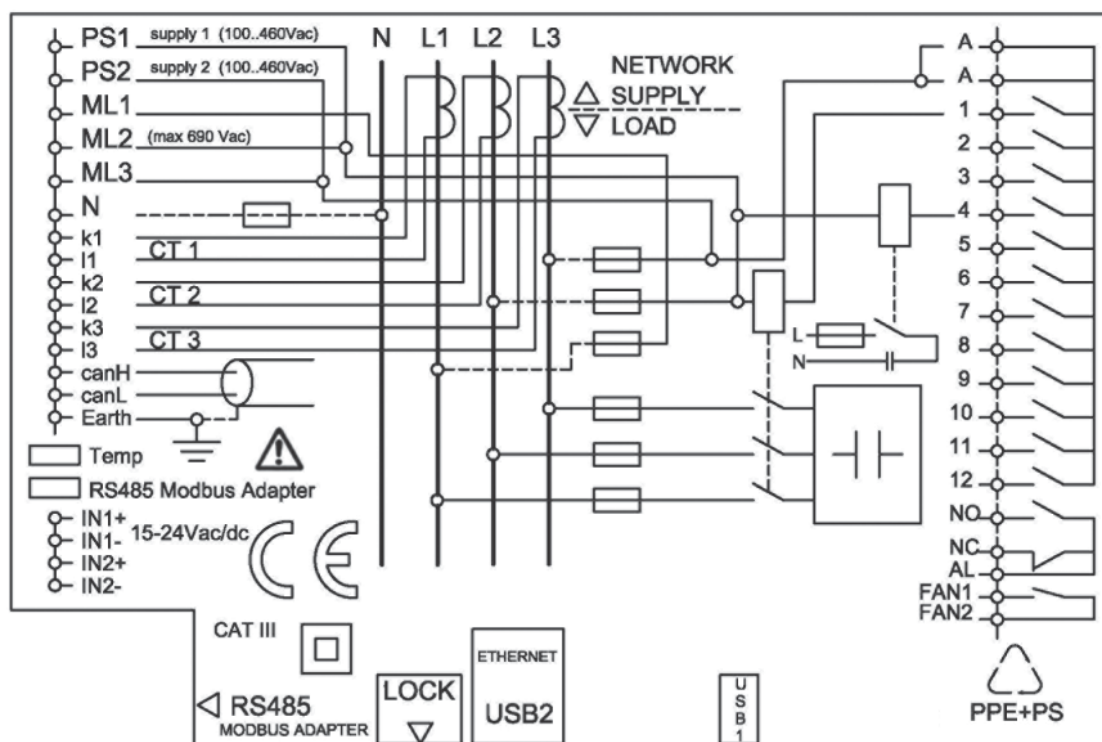 PS1 supply 1 (100..460Vac)
PS2 supply 2 (100..460Vac)
ML1
ML2 (max 690 Vac)
ML3
N
k1
l1 CT 1
k2
l2 CT 2
k3
l3 CT 3
canH
canL
Earth
Temp
RS485 Modbus Adapter
IN1+
IN1-
IN2+
IN2-
15-24Vac/dc
CE
N L1 L2 L3
NETWORK
SUPPLY
LOAD
L
N
A
A
1
2
3
4
5
6
7
8
9
10
11
12
NO
NC
AL
FAN1
FAN2
CAT III
RS485
MODBUS ADAPTER
LOCK
ETHERNET
USB2
USB1
PPE+PS